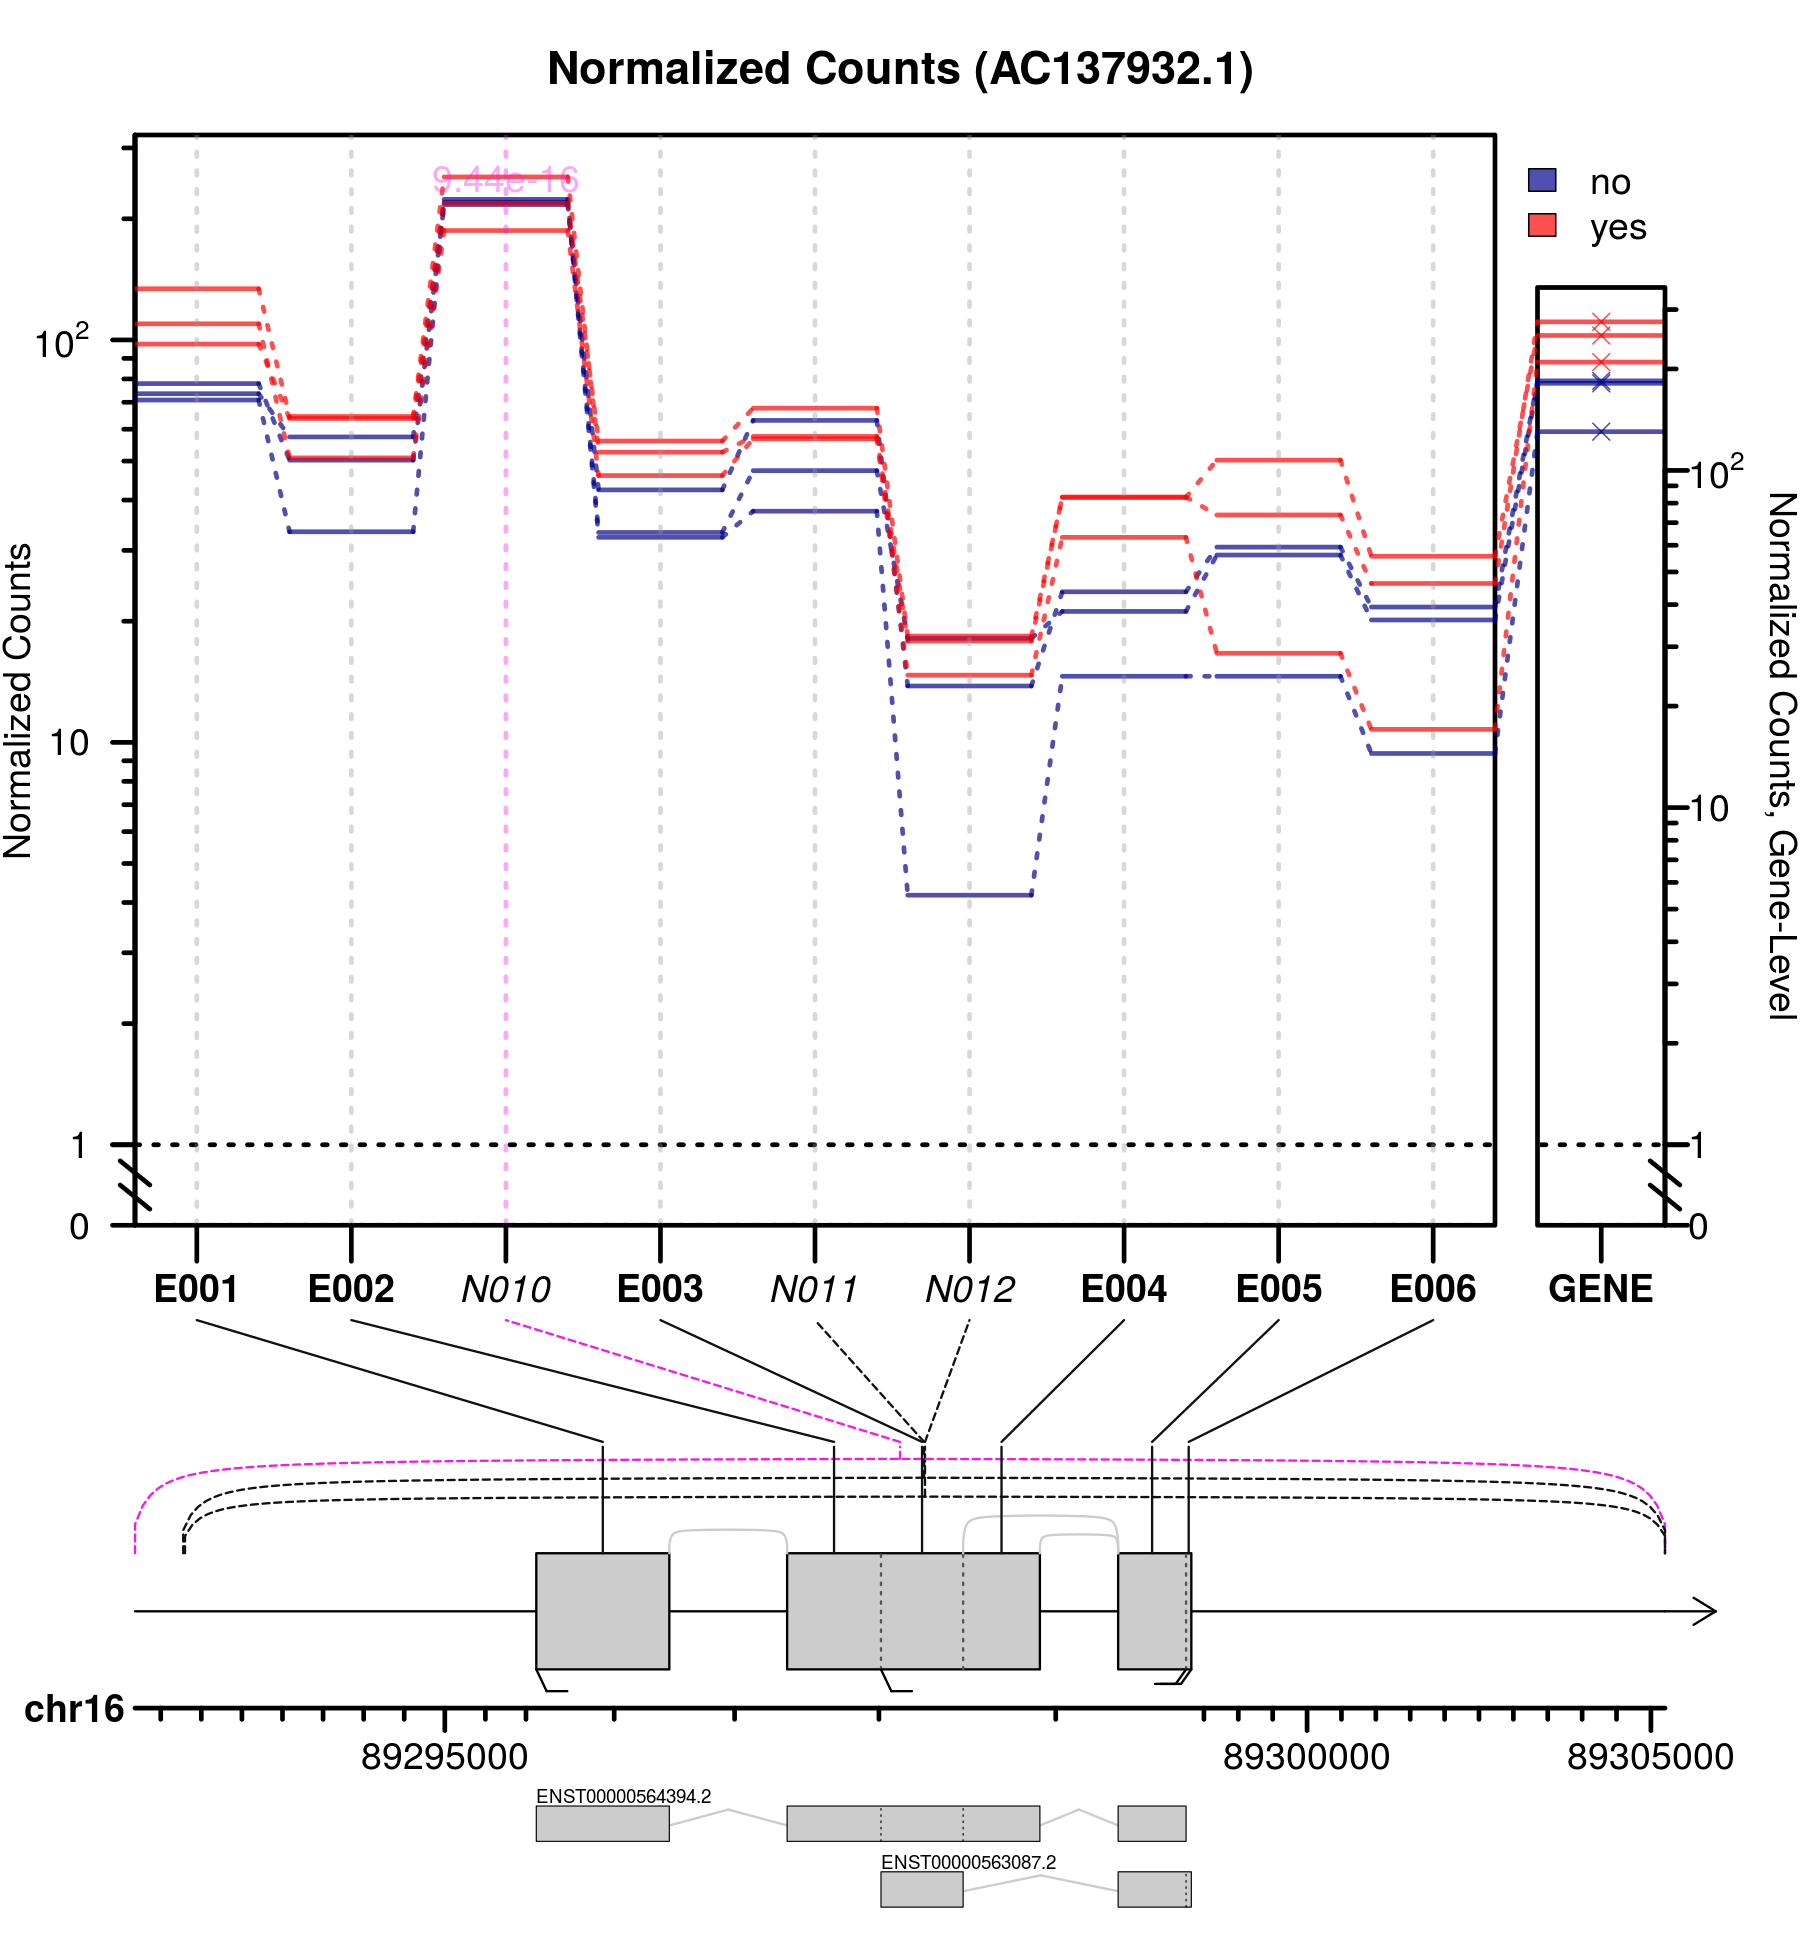 Normalized Counts (AC137932.1)
9.44e-16
no
yes
Normalized Counts
10²
10
1
0
10²
10
1
0
Normalized Counts, Gene-Level
E001 E002 N010 E003 N011 N012 E004 E005 E006 GENE
chr16
89295000 89300000 89305000
ENST00000564394.2
ENST00000563087.2